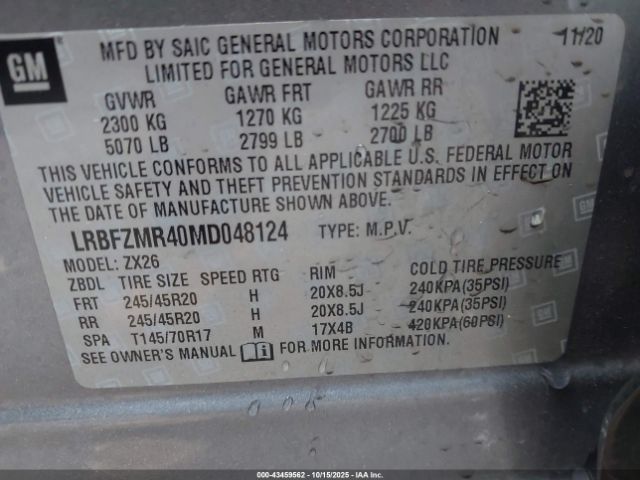 GM
MFD BY SAIC GENERAL MOTORS CORPORATION 11/20
LIMITED FOR GENERAL MOTORS LLC
GVWR GAWR FRT GAWR RR
2300 KG 1270 KG 1225 KG
5070 LB 2799 LB 2700 LB
THIS VEHICLE CONFORMS TO ALL APPLICABLE U.S. FEDERAL MOTOR
VEHICLE SAFETY AND THEFT PREVENTION STANDARDS IN EFFECT ON
THE DATE OF MANUFACTURE SHOWN ABOVE.
LRBFZMR40MD048124 TYPE: M.P.V.
MODEL: ZX26
ZBDL TIRE SIZE SPEED RTG RIM COLD TIRE PRESSURE
FRT 245/45R20 H 20X8.5J 240KPA(35PSI)
RR 245/45R20 H 20X8.5J 240KPA(35PSI)
SPA T145/70R17 M 17X4B 420KPA(60PSI)
SEE OWNER'S MANUAL FOR MORE INFORMATION.
000-43459562 - 10/15/2025 - IAAI, Inc.